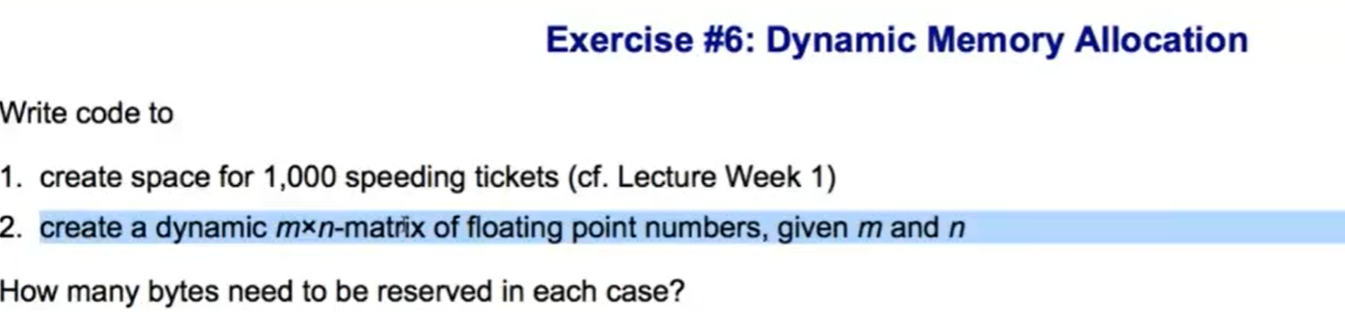 Exercise #6: Dynamic Memory Allocation
Write code to
1. create space for 1,000 speeding tickets (cf. Lecture Week 1)
2. create a dynamic m×n-matrix of floating point numbers, given m and n
How many bytes need to be reserved in each case?